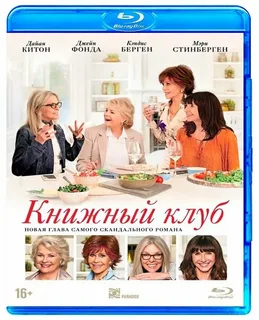 Blu-ray Disc
Дайан Китон
Джейн Фонда
Кэндис Берген
Мэри Стинберген
Книжный клуб
НОВАЯ ГЛАВА САМОГО СКАНДАЛЬНОГО РОМАНА
16+
PARADISE
Blu-ray Disc